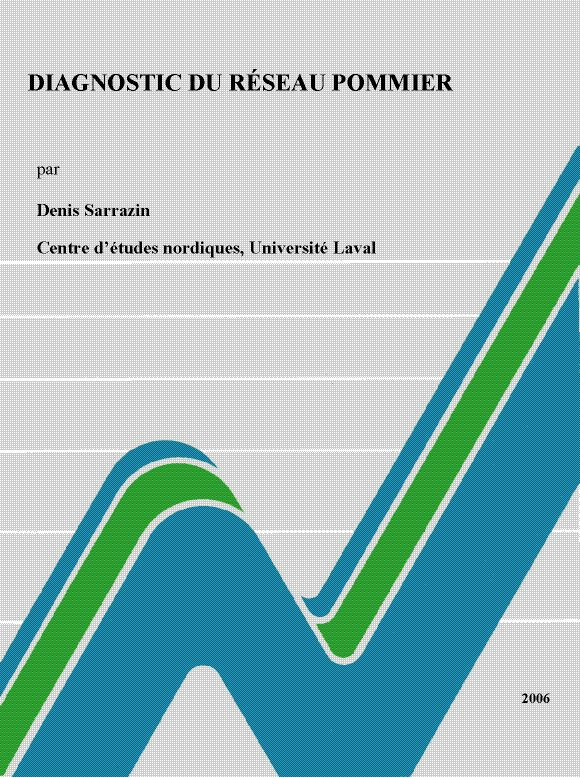 DIAGNOSTIC DU RÉSEAU POMMIER
par
Denis Sarrazin
Centre d'études nordiques, Université Laval
2006